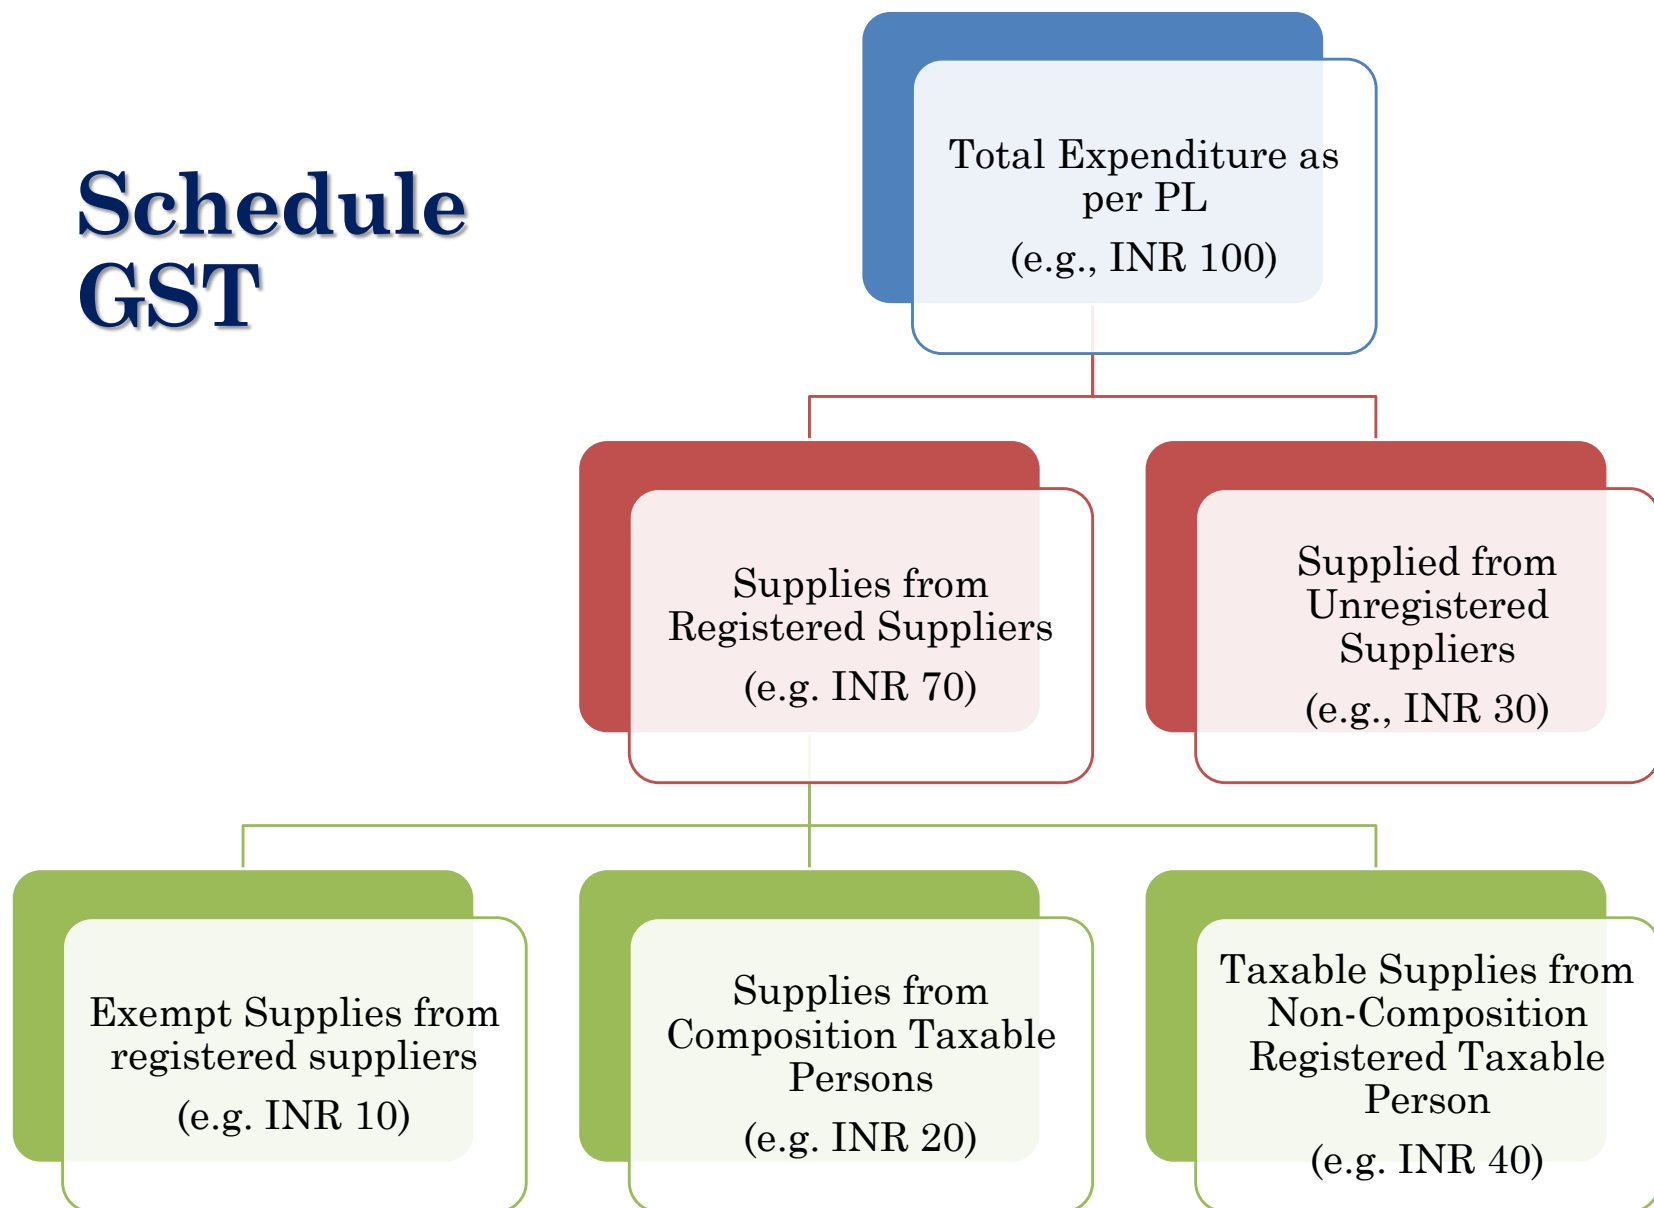 Schedule
GST
Total Expenditure as
per PL
(e.g., INR 100)
Supplies from
Registered Suppliers
(e.g. INR 70)
Supplied from
Unregistered
Suppliers
(e.g., INR 30)
Exempt Supplies from
registered suppliers
(e.g. INR 10)
Supplies from
Composition Taxable
Persons
(e.g. INR 20)
Taxable Supplies from
Non-Composition
Registered Taxable
Person
(e.g. INR 40)